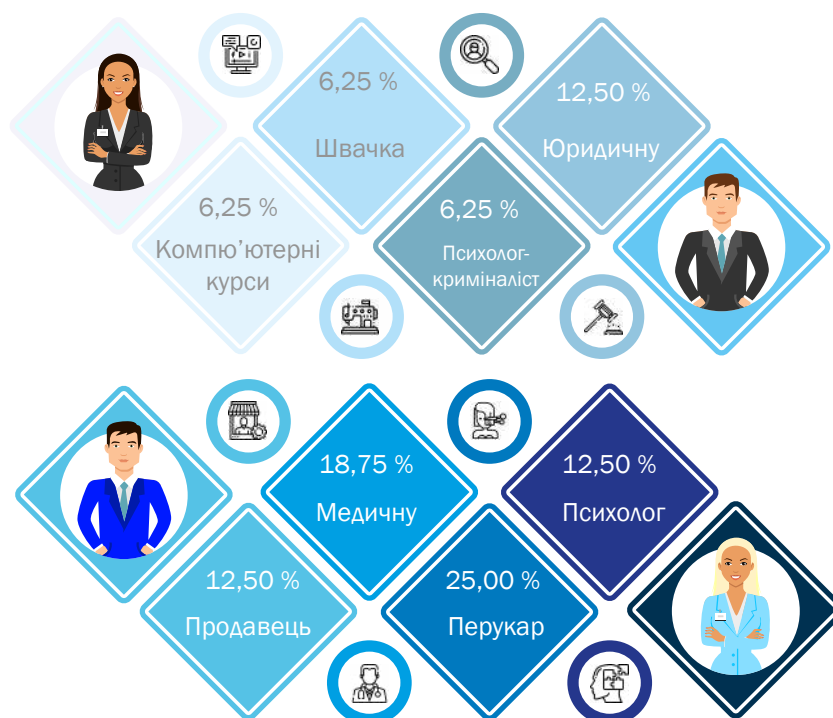 6,25 %
Швачка
12,50 %
Юридичну
6,25 %
Компю’ютерні
курси
6,25 %
Психолог-
криміналіст
18,75 %
Медичну
12,50 %
Психолог
12,50 %
Продавець
25,00 %
Перукар